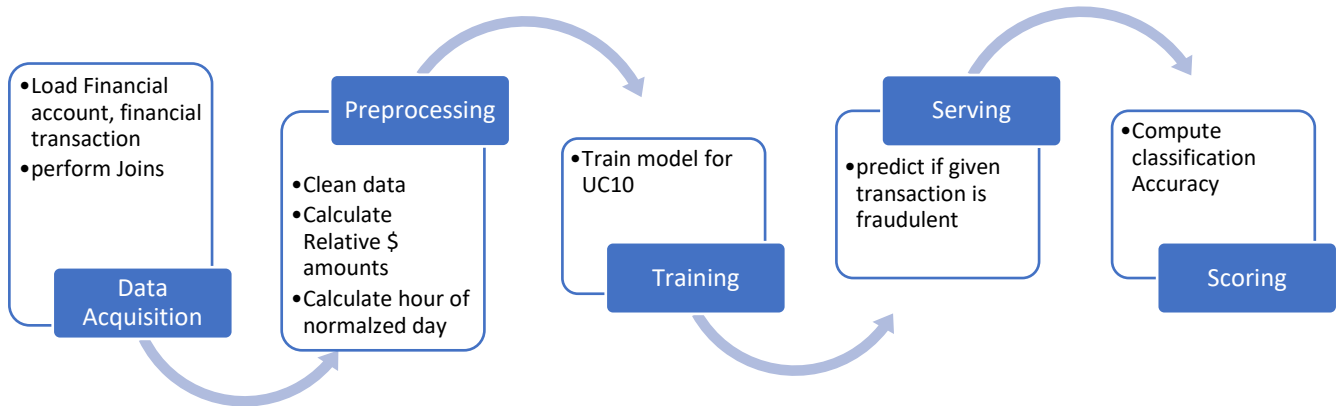 •Load Financial
account, financial
transaction
•perform Joins
Data
Acquisition
Preprocessing
•Clean data
•Calculate
Relative $
amounts
•Calculate hour of
normalzed day
•Train model for
UC10
Training
Serving
•predict if given
transaction is
fraudulent
•Compute
classification
Accuracy
Scoring